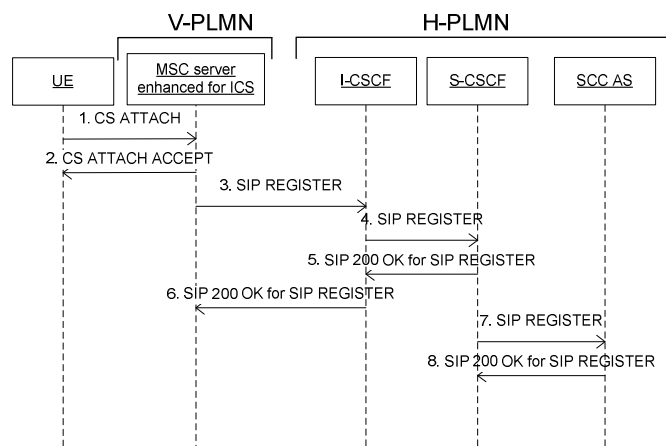 V-PLMN
H-PLMN
UE
MSC server
enhanced for ICS
I-CSCF
S-CSCF
SCC AS
1. CS ATTACH
2. CS ATTACH ACCEPT
3. SIP REGISTER
4. SIP REGISTER
5. SIP 200 OK for SIP REGISTER
6. SIP 200 OK for SIP REGISTER
7. SIP REGISTER
8. SIP 200 OK for SIP REGISTER